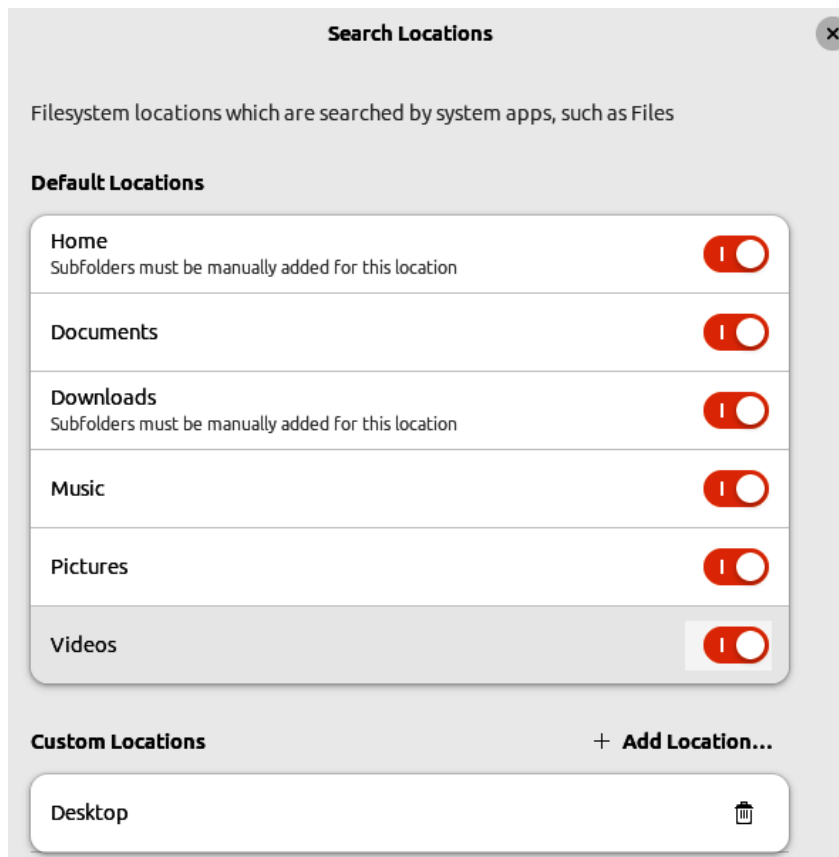 Search Locations
Filesystem locations which are searched by system apps, such as Files
Default Locations
Home
Subfolders must be manually added for this location
Documents
Downloads
Subfolders must be manually added for this location
Music
Pictures
Videos
Custom Locations
+ Add Location...
Desktop